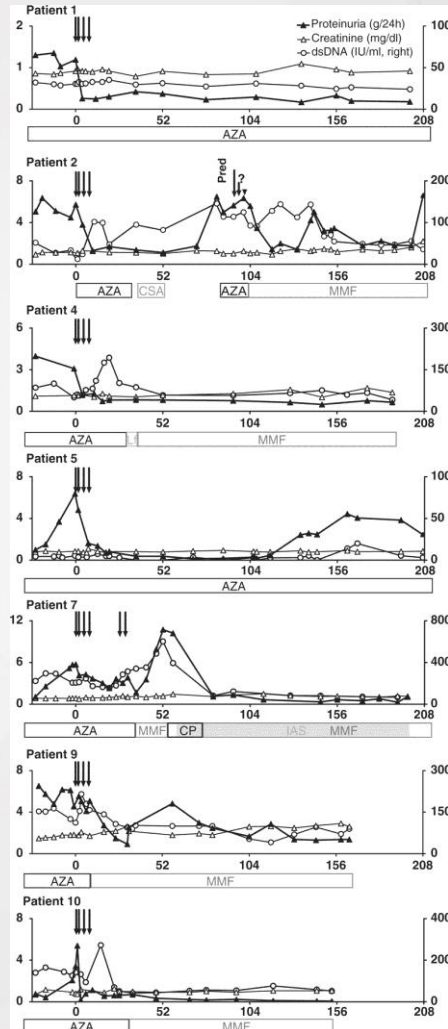 Patient 1
Proteinuria (g/24h)
Creatinine (mg/dl)
dsDNA (IU/ml, right)
2 100
1 50
0 0
0 52 104 156 208
AZA
Patient 2
Pred
?
8 200
6
4 100
2
0 0
0 52 104 156 208
AZA CSA AZA MMF
Patient 4
6 300
3 150
0 0
0 52 104 156 208
AZA MMF
Patient 5
8 100
4 50
0 0
0 52 104 156 208
AZA
Patient 7
12 800
6 400
0 0
0 52 104 156 208
AZA MMF CP IAS MMF
Patient 9
8 300
4 150
0 0
0 52 104 156 208
AZA MMF
Patient 10
8 400
6 300
4 200
2 100
0 0
0 52 104 156 208
AZA MMF